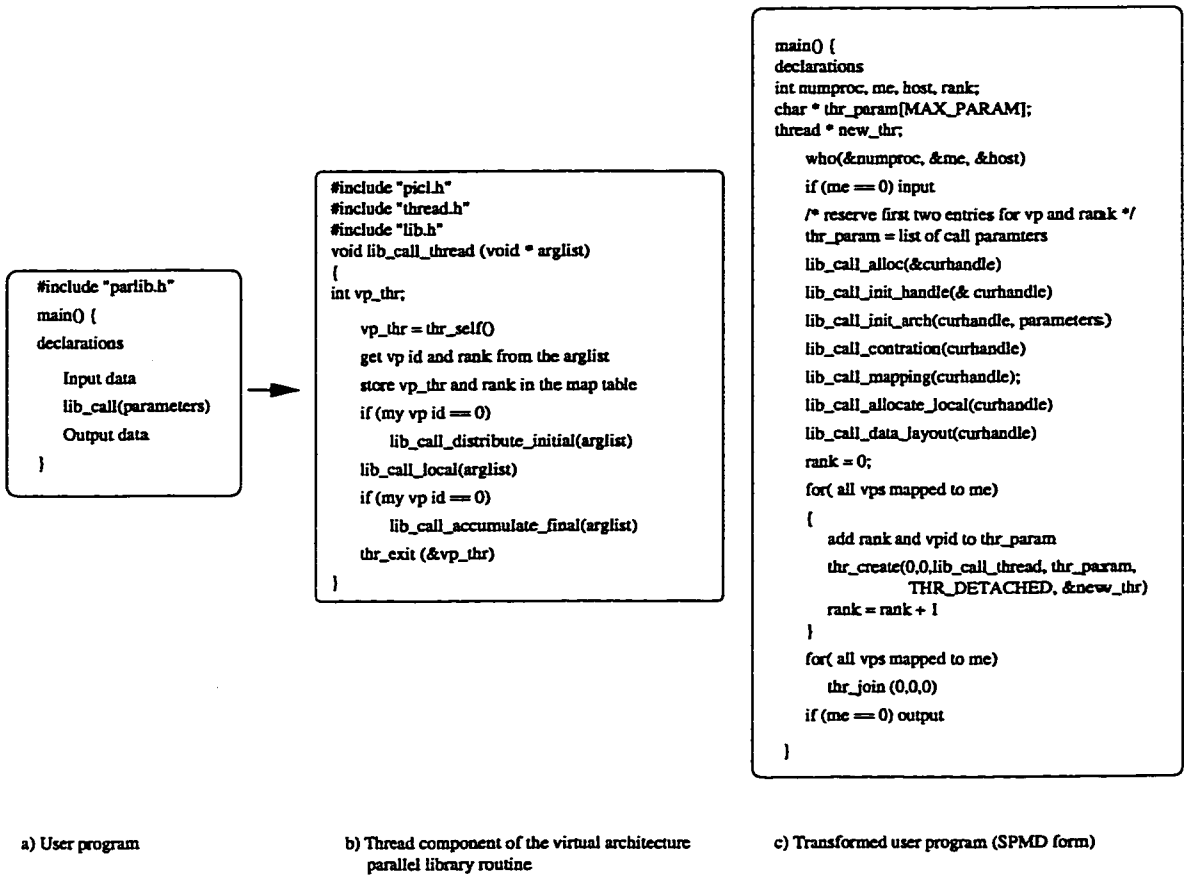 #include "parlib.h"
main() {
declarations
Input data
lib_call(parameters)
Output data
}
#include "picl.h"
#include "thread.h"
#include "lib.h"
void lib_call_thread (void * arglist)
{
int vp_thr;
vp_thr = thr_self()
get vp id and rank from the arglist
store vp_thr and rank in the map table
if (my vp id == 0)
lib_call_distribute_initial(arglist)
lib_call_local(arglist)
if (my vp id == 0)
lib_call_accumulate_final(arglist)
thr_exit (&vp_thr)
}
main() {
declarations
int numproc, me, host, rank;
char * thr_param[MAX_PARAM];
thread * new_thr;
who(&numproc, &me, &host)
if (me == 0) input
/* reserve first two entries for vp and rank */
thr_param = list of call paramters
lib_call_alloc(&curhandle)
lib_call_init_handle(& curhandle)
lib_call_init_arch(curhandle, parameters)
lib_call_contration(curhandle)
lib_call_mapping(curhandle);
lib_call_allocate_local(curhandle)
lib_call_data_layout(curhandle)
rank = 0;
for( all vps mapped to me)
{
add rank and vpid to thr_param
thr_create(0,0,lib_call_thread, thr_param,
THR_DETACHED, &new_thr)
rank = rank + 1
}
for( all vps mapped to me)
thr_join (0,0,0)
if (me == 0) output
}
a) User program
b) Thread component of the virtual architecture
parallel library routine
c) Transformed user program (SPMD form)